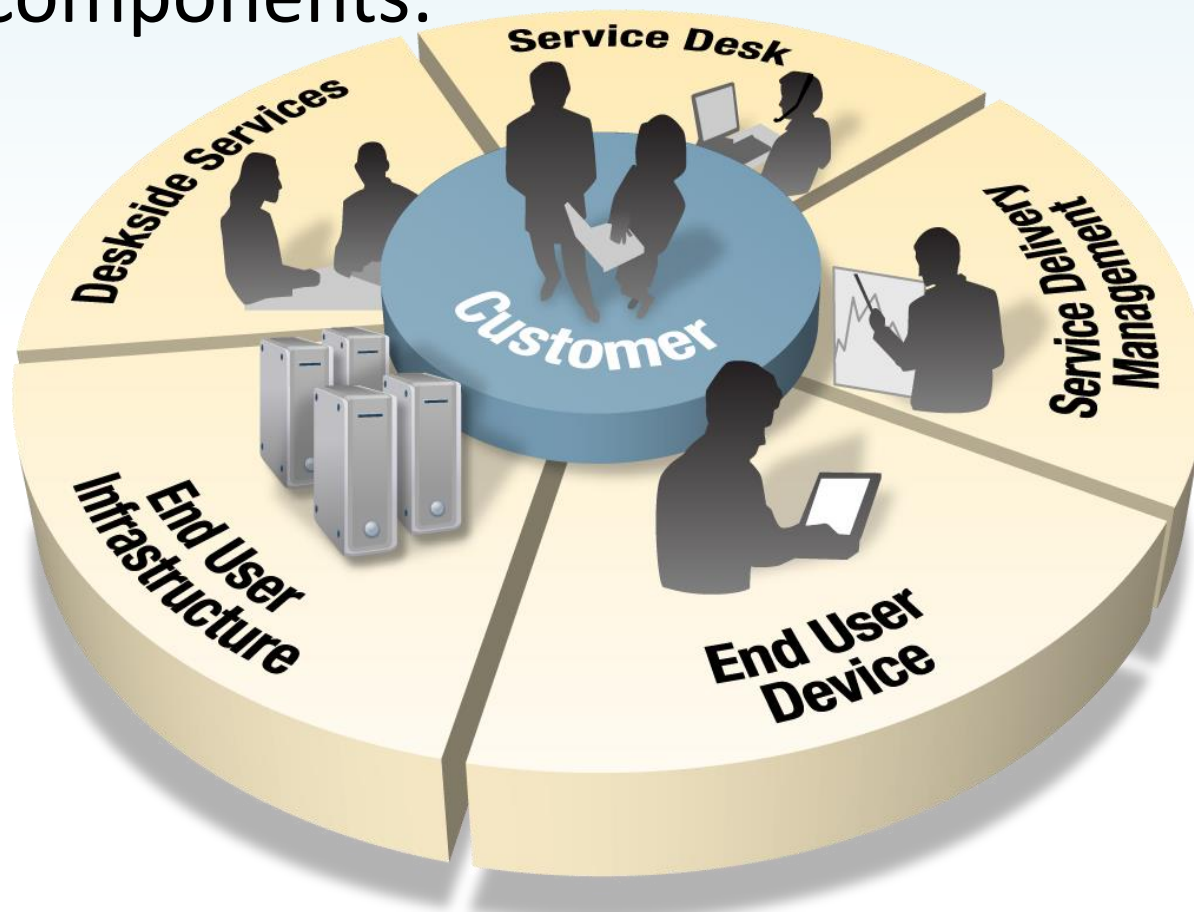 components:
Service Desk
Deskside Services
Service Delivery
Management
Customer
End User
Infrastructure
End User
Device